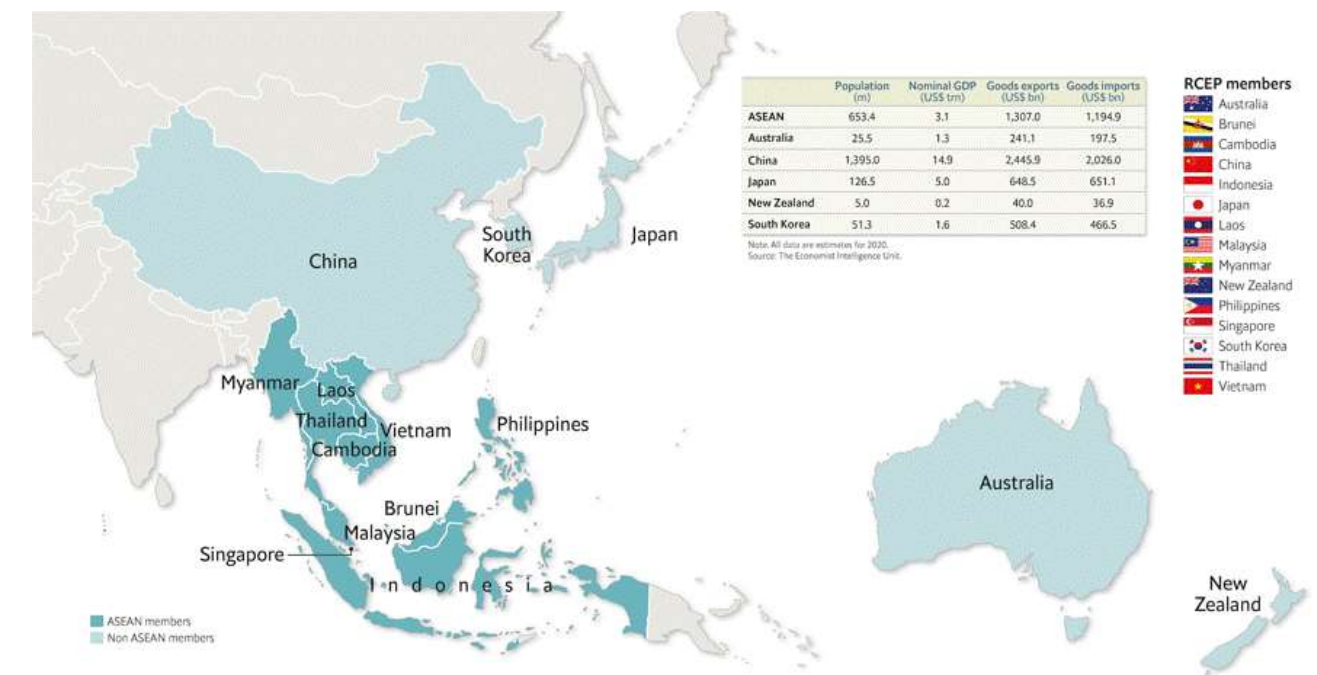 Population Nominal GDP Goods exports Goods imports
(m) (US$ trn) (US$ bn) (US$ bn)
ASEAN 653.4 3.1 1,307.0 1,194.9
Australia 25.5 1.3 241.1 197.5
China 1,395.0 14.9 2,445.9 2,026.0
Japan 126.5 5.0 648.5 651.1
New Zealand 5.0 0.2 40.0 36.9
South Korea 51.3 1.6 508.4 466.5
Note. All data are estimates for 2020.
Source: The Economist Intelligence Unit.
RCEP members
Australia
Brunei
Cambodia
China
Indonesia
Japan
Laos
Malaysia
Myanmar
New Zealand
Philippines
Singapore
South Korea
Thailand
Vietnam
China
South
Korea
Japan
Myanmar
Laos
Thailand
Vietnam
Cambodia
Philippines
Brunei
Malaysia
Singapore
Indonesia
Australia
New
Zealand
ASEAN members
Non ASEAN members